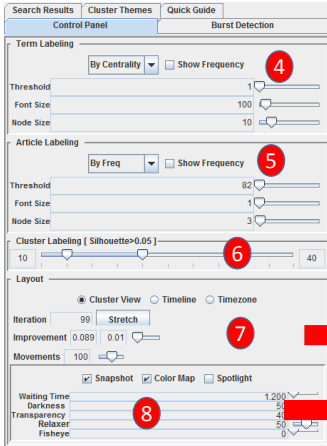 Search Results Cluster Themes Quick Guide
Control Panel Burst Detection
Term Labeling
By Centrality Show Frequency 4
Threshold 1
Font Size 100
Node Size 10
Article Labeling
By Freq Show Frequency 5
Threshold 82
Font Size 1
Node Size 3
Cluster Labeling [ Silhouette>0.05 ]
10 6 40
Layout
Cluster View Timeline Timezone
Iteration 99 Stretch
Improvement 0.089 0.01 7
Movements 100
Snapshot Color Map Spotlight
Waiting Time 1.200
Darkness
Transparency 8
Relaxer
Fisheye 0